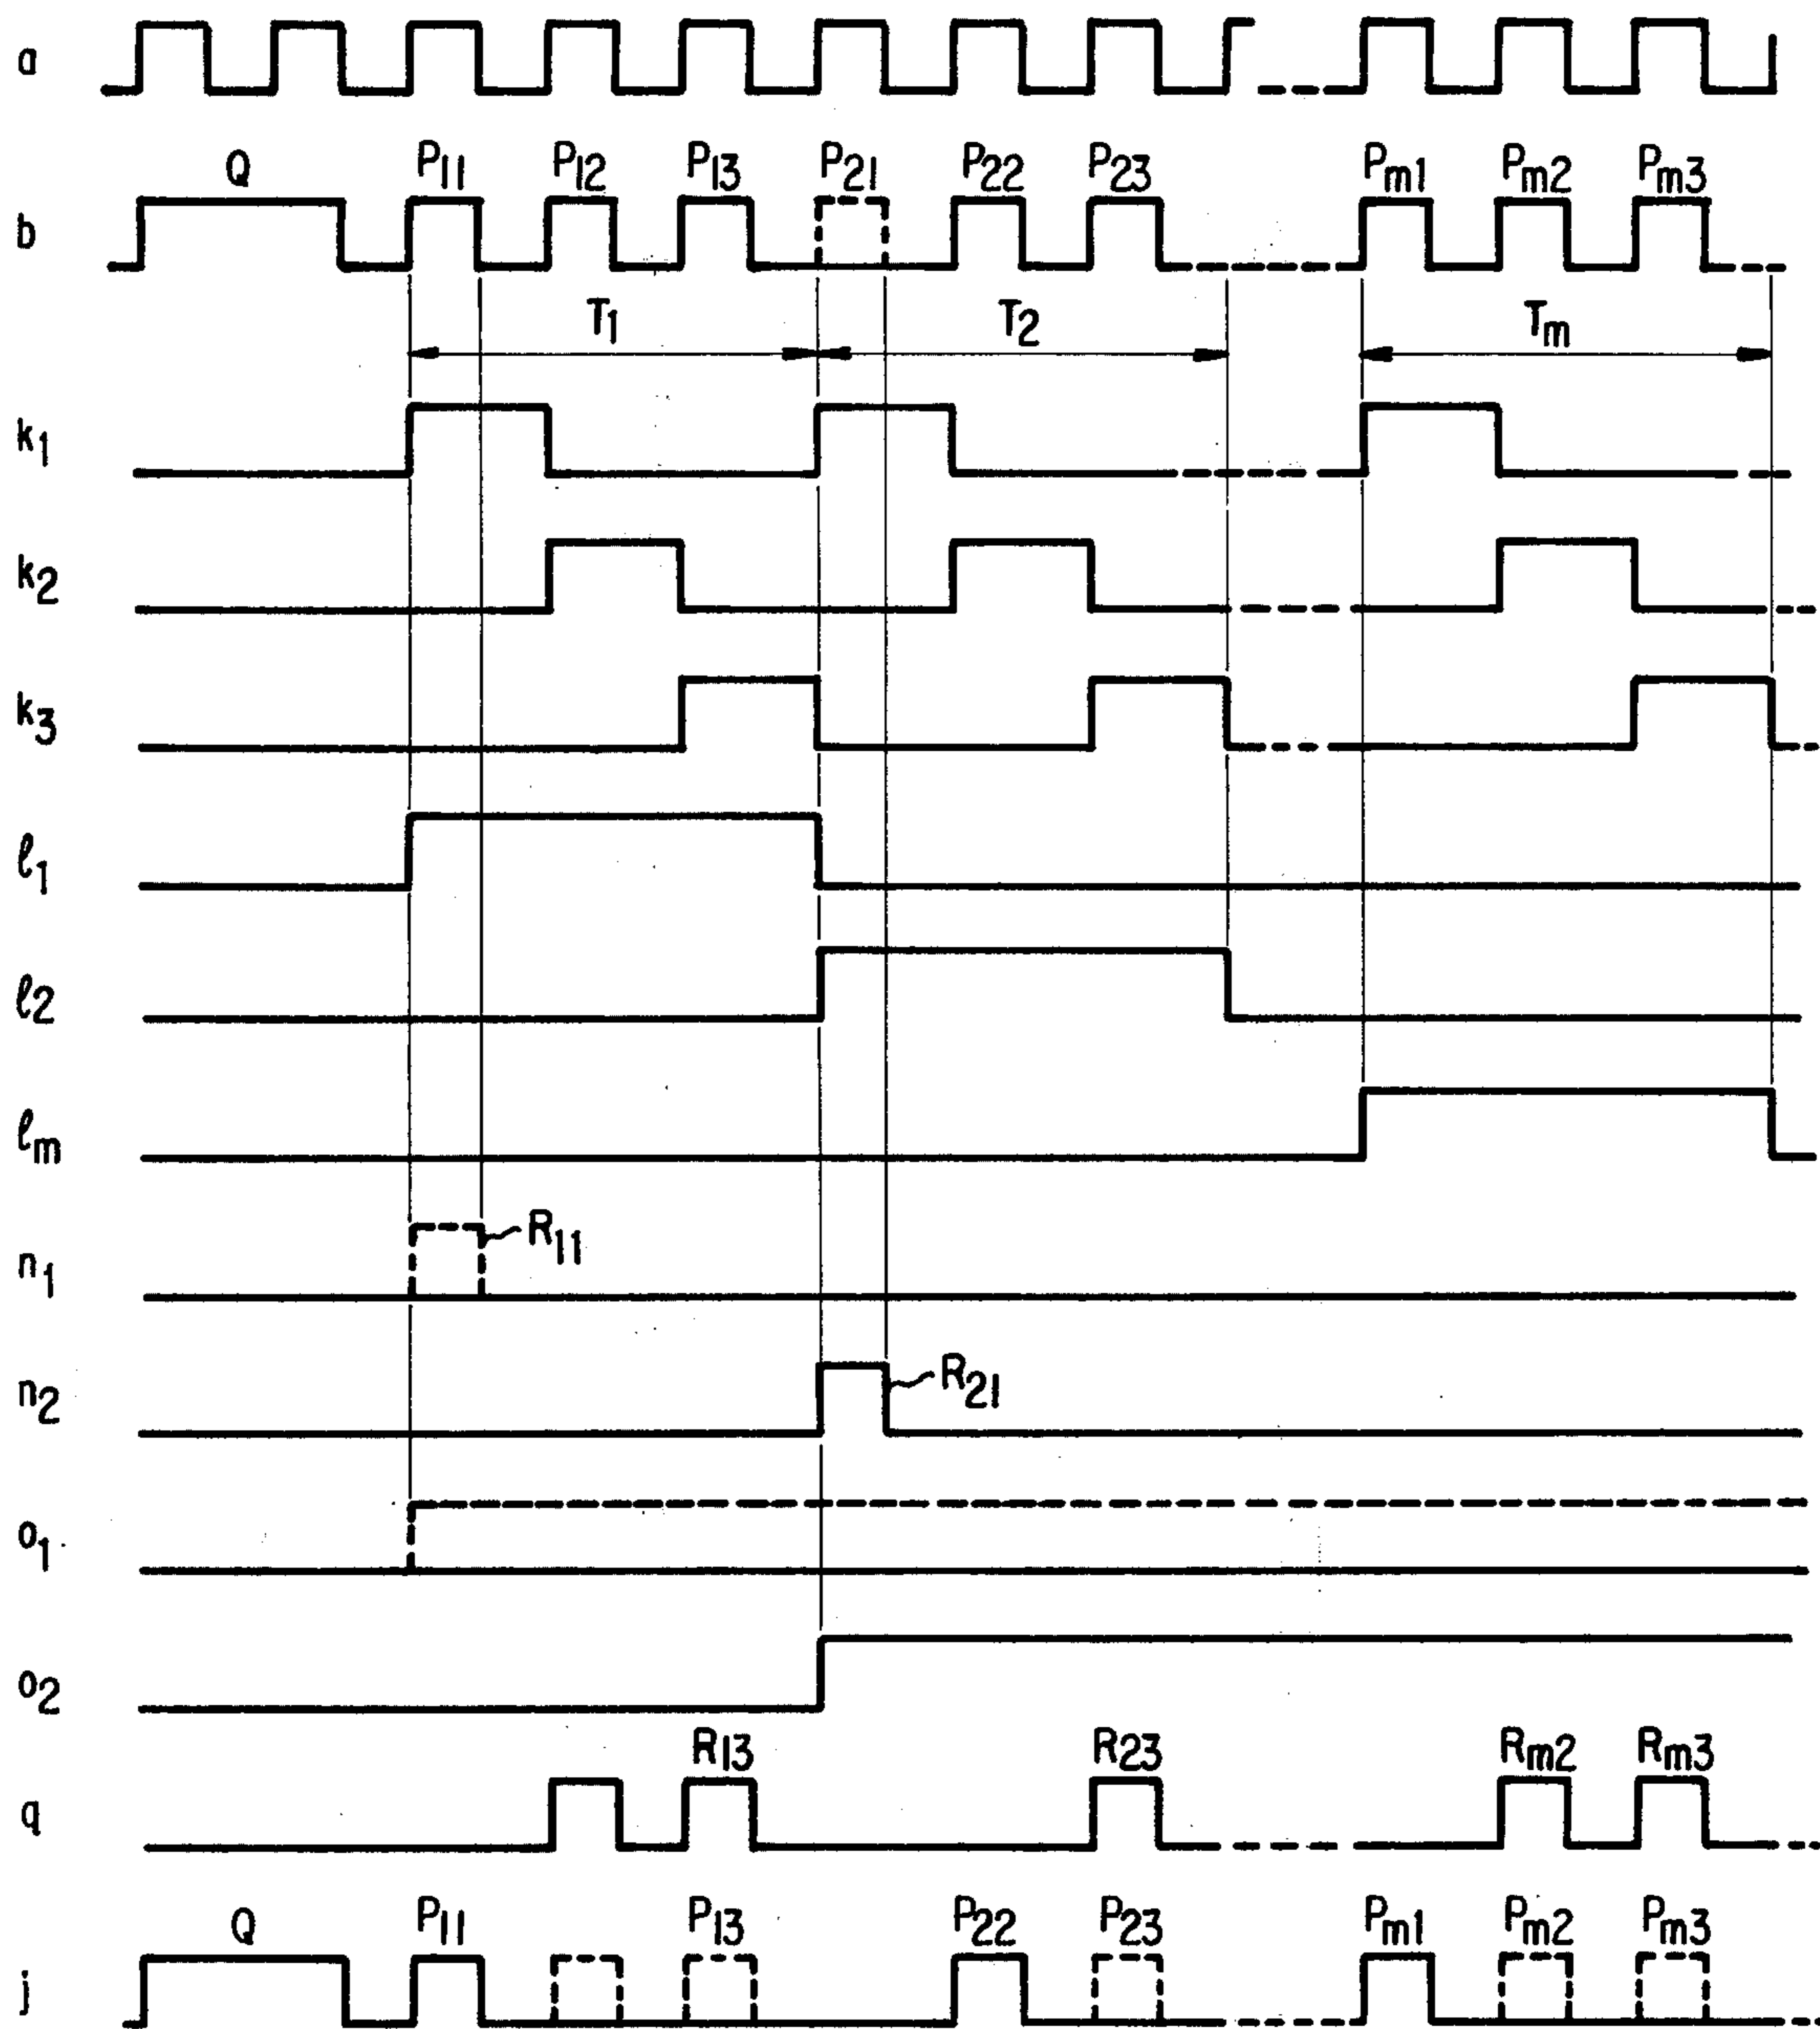 a
Q P11 P12 P13 P21 P22 P23 Pm1 Pm2 Pm3
b
T1 T2 Tm
k1
k2
k3
ℓ1
ℓ2
ℓm
n1 R11
n2 R21
o1
o2
R13 R23 Rm2 Rm3
q
Q P11 P13 P22 P23 Pm1 Pm2 Pm3
j